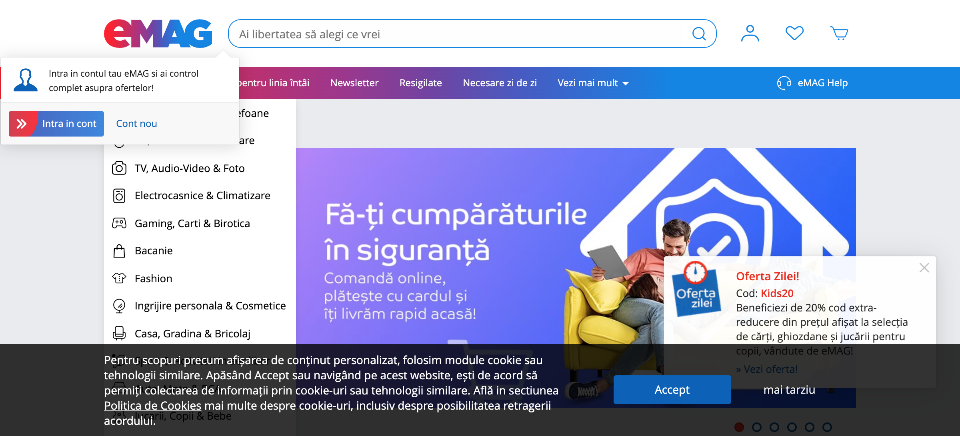 eMAG
Ai libertatea să alegi ce vrei
Intra in contul tau eMAG si ai control
complet asupra ofertelor!
Intra in cont
Cont nou
pentru linia întâi
Newsletter
Resigilate
Necesare zi de zi
Vezi mai mult
eMAG Help
TV, Audio-Video & Foto
Electrocasnice & Climatizare
Gaming, Carti & Birotica
Bacanie
Fashion
Ingrijire personala & Cosmetice
Casa, Gradina & Bricolaj
Fă-ți cumpărăturile
în siguranță
Comandă online,
plătește cu cardul și
îți livrăm rapid acasă!
Oferta
zilei
Oferta Zilei!
Cod: Kids20
Beneficiezi de 20% cod extra-
reducere din prețul afișat la selecția
de cărți, ghiozdane și jucării pentru
copii, vândute de eMAG!
» Vezi oferta!
Pentru scopuri precum afișarea de conținut personalizat, folosim module cookie sau
tehnologii similare. Apăsând Accept sau navigând pe acest website, ești de acord să
permiți colectarea de informații prin cookie-uri sau tehnologii similare. Află in sectiunea
Politica de Cookies mai multe despre cookie-uri, inclusiv despre posibilitatea retragerii
acordului.
Accept
mai tarziu